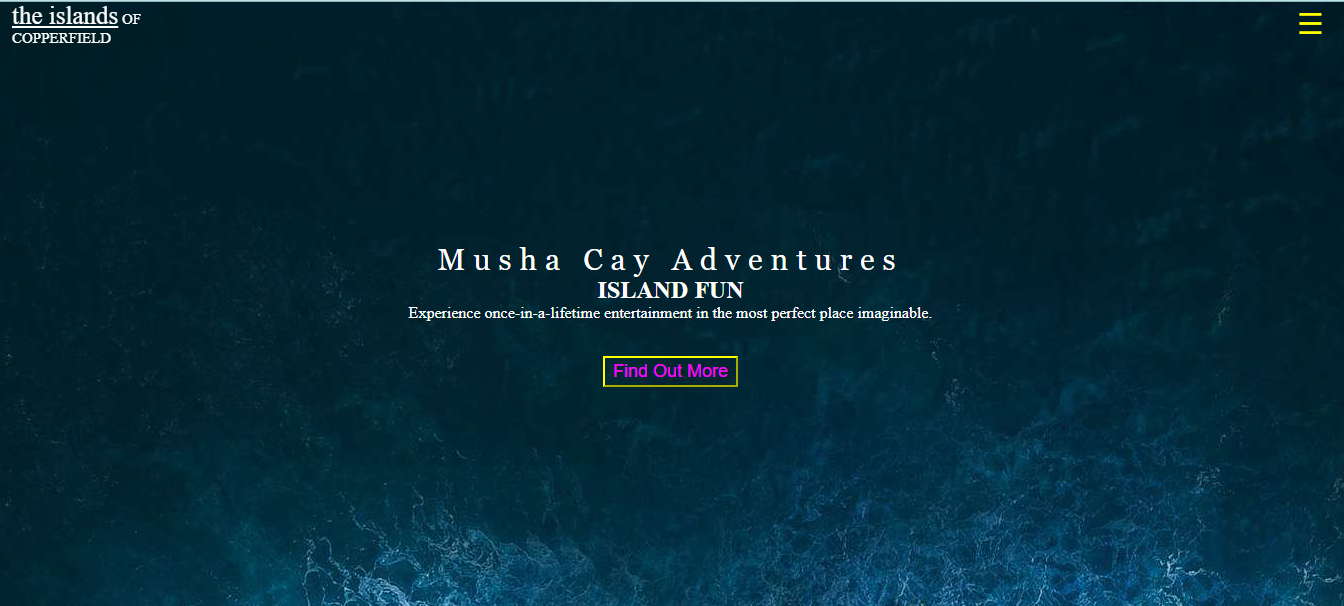 the islands OF
COPPERFIELD
Musha Cay Adventures
ISLAND FUN
Experience once-in-a-lifetime entertainment in the most perfect place imaginable.
Find Out More